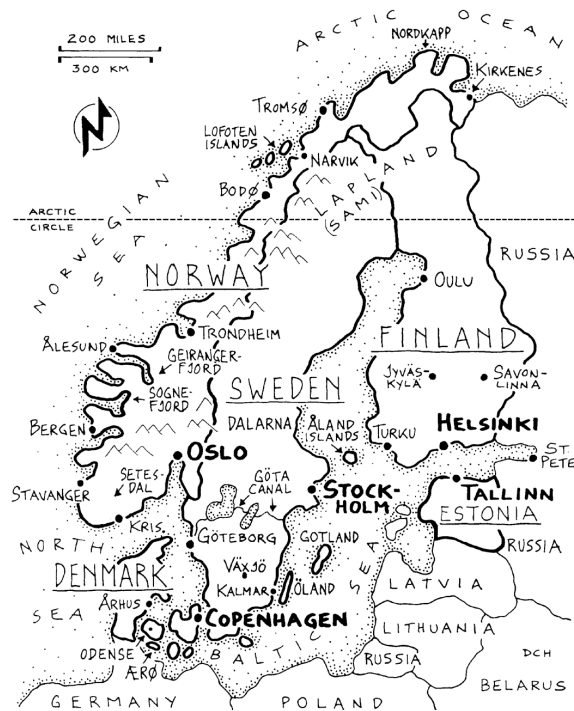 ARCTIC OCEAN
200 MILES
300 KM
NORDKAPP
KIRKENES
N
TROMSØ
LOFOTEN
ISLANDS
NARVIK
BODØ
LAPLAND
(SAMI)
ARCTIC
CIRCLE
NORWEGIAN
SEA
RUSSIA
NORWAY
OULU
TRONDHEIM
FINLAND
ÅLESUND
GEIRANGER-
FJORD
JYVÄS-
KYLÄ
SAVON-
LINNA
SOGNE-
FJORD
SWEDEN
DALARNA
ÅLAND
ISLANDS
BERGEN
HELSINKI
TURKU
OSLO
ST.
PETE
SETES-
DAL
GÖTA
CANAL
STAVANGER
STOCK-
HOLM
TALLINN
ESTONIA
KRIS.
GÖTEBORG
GOTLAND
NORTH
SEA
RUSSIA
DENMARK
VÄXJÖ
KALMAR
ÖLAND
LATVIA
ÅRHUS
COPENHAGEN
LITHUANIA
ODENSE
ÆRØ
BALTIC
SEA
RUSSIA
DCH
BELARUS
GERMANY
POLAND